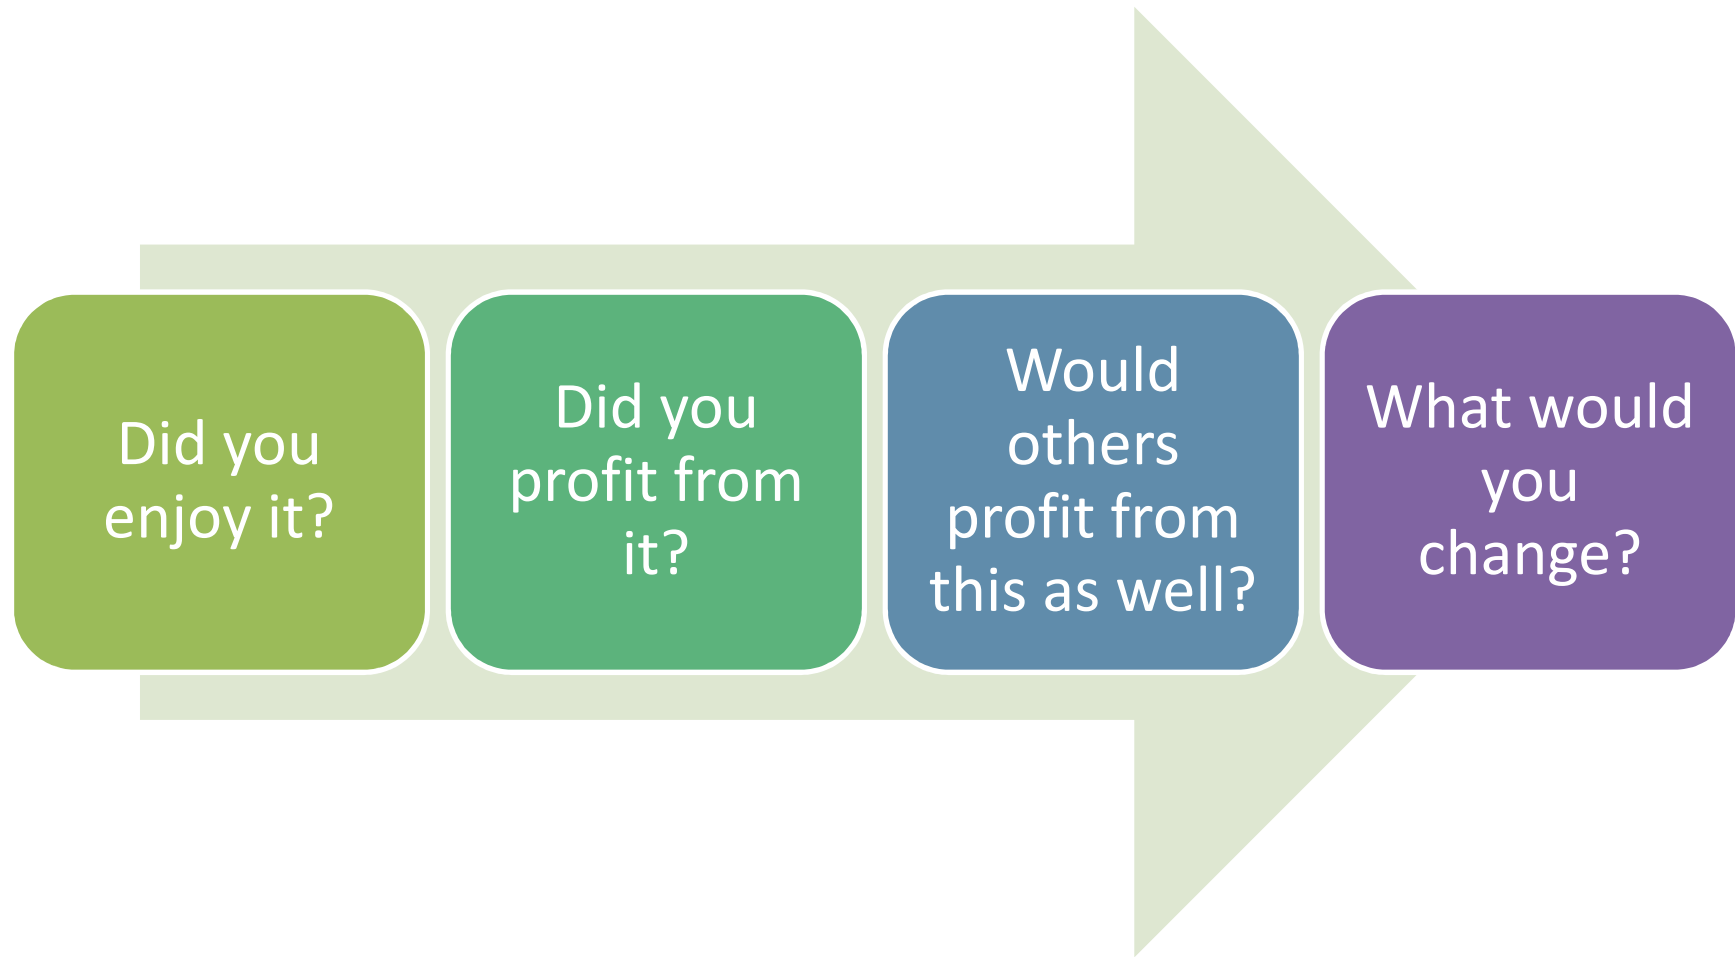 Did you
enjoy it?
Did you
profit from
it?
Would
others
profit from
this as well?
What would
you
change?